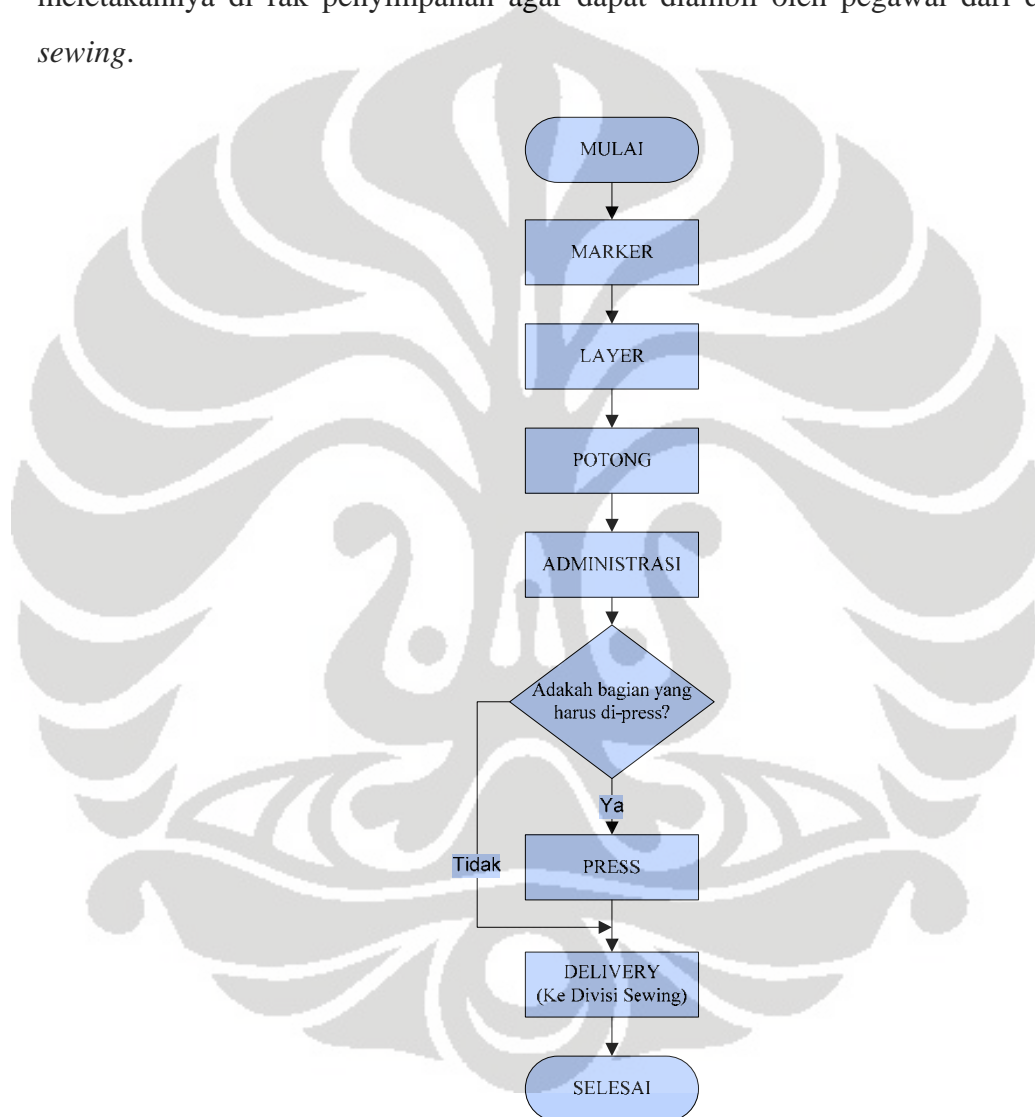 meletakannya di rak penyimpanan agar dapat diambil oleh pegawai dari
sewing.
MULAI
MARKER
LAYER
POTONG
ADMINISTRASI
Adakah bagian yang
harus di-press?
Ya
Tidak
PRESS
DELIVERY
(Ke Divisi Sewing)
SELESAI